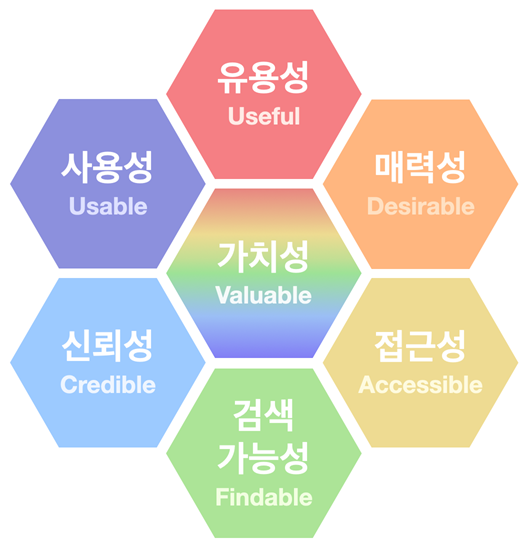 유용성
Useful
사용성
Usable
매력성
Desirable
가치성
Valuable
신뢰성
Credible
접근성
Accessible
검색
가능성
Findable